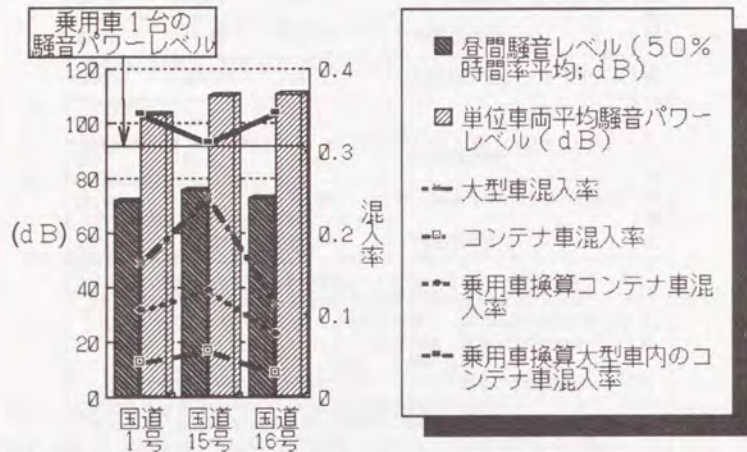 乗用車1台の
騒音パワーレベル
120
100
80
60
40
20
0
(dB)
0.4
0.3
0.2
0.1
0
混入率
国道
1号
国道
15号
国道
16号
昼間騒音レベル(50%
時間率平均;dB)
単位車両平均騒音パワー
レベル(dB)
大型車混入率
コンテナ車混入率
乗用車換算コンテナ車混
入率
乗用車換算大型車内のコ
ンテナ車混入率